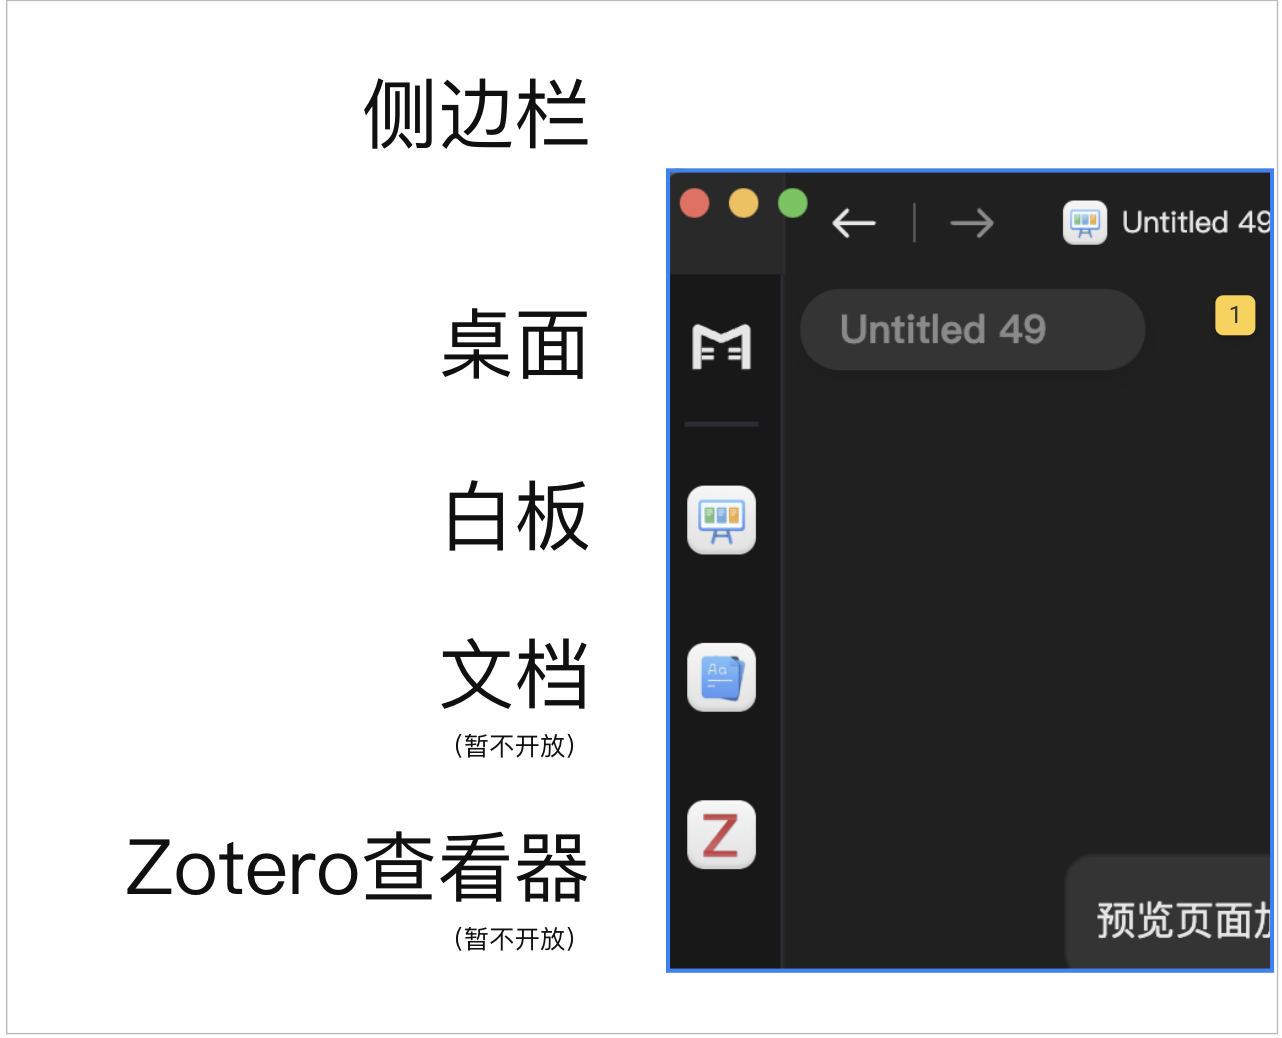 侧边栏
Untitled 49
Untitled 49
1
桌面
白板
文档
（暂不开放）
Aa
Zotero查看器
（暂不开放）
Z
预览页面